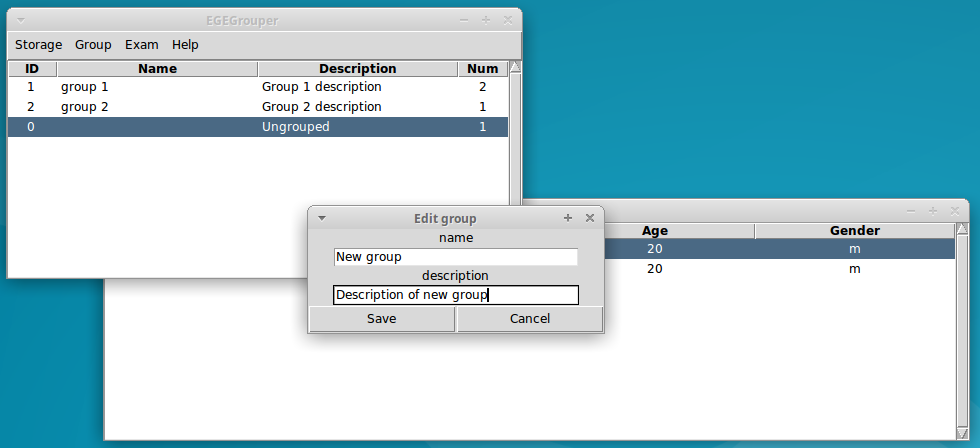 EGEGrouper
Storage Group Exam Help
ID Name Description Num
1 group 1 Group 1 description 2
2 group 2 Group 2 description 1
0 Ungrouped 1
Edit group
name
New group
description
Description of new group
Save Cancel
Age Gender
20 m
20 m